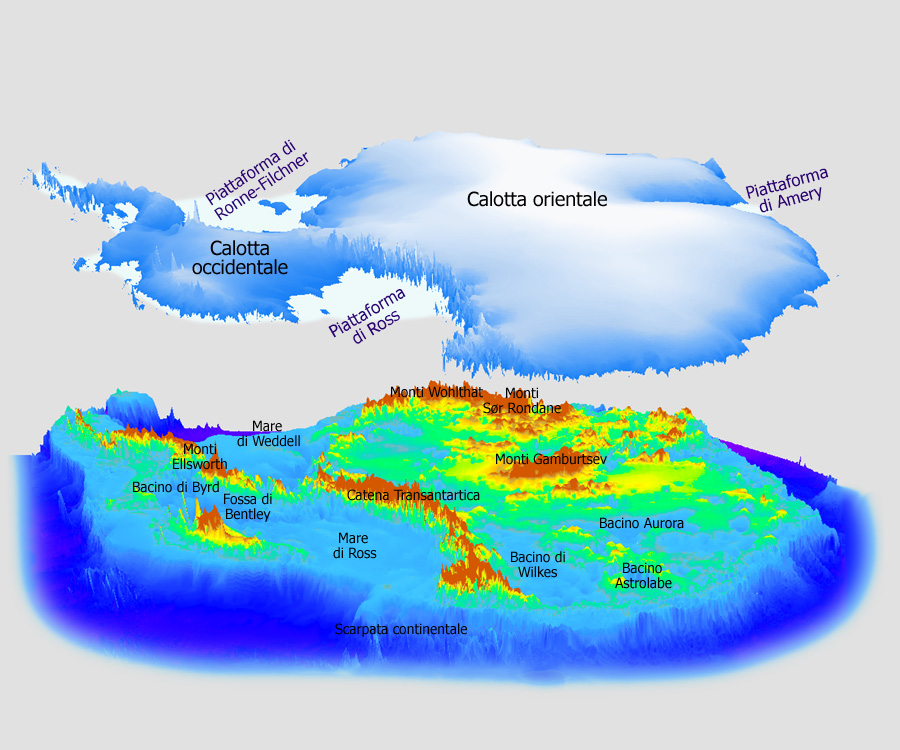 Piattaforma di
Ronne-Filchner
Calotta orientale
Piattaforma
di Amery
Calotta
occidentale
Piattaforma
di Ross
Monti Wohlthat
Monti
Sør Rondane
Mare
di Weddell
Monti
Ellsworth
Monti Gamburtsev
Bacino di Byrd
Fossa di
Bentley
Catena Transantartica
Bacino Aurora
Mare
di Ross
Bacino di
Wilkes
Bacino
Astrolabe
Scarpata continentale